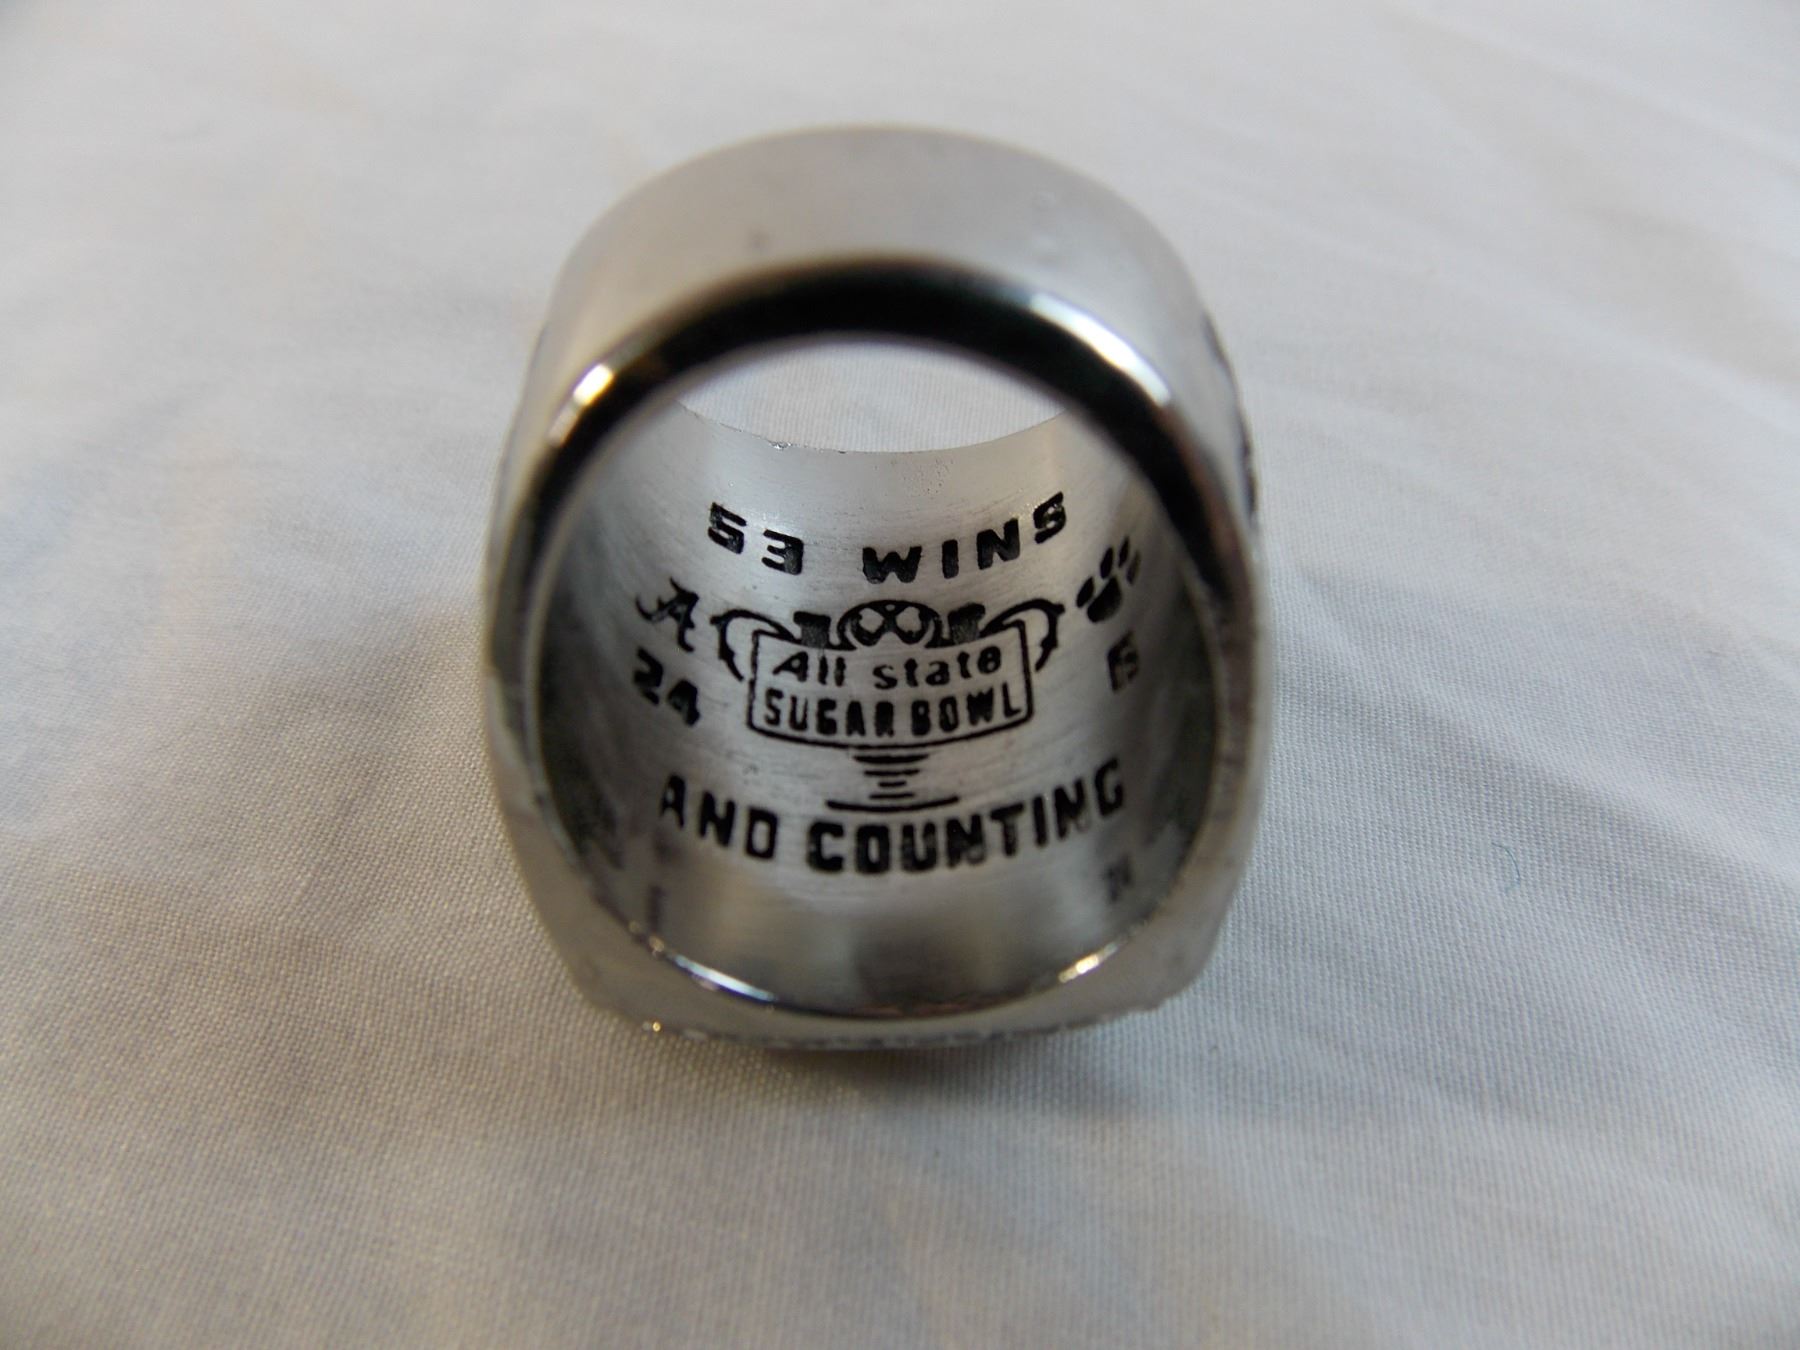 53 WINS
A
All state
SUGAR BOWL
24
AND COUNTING